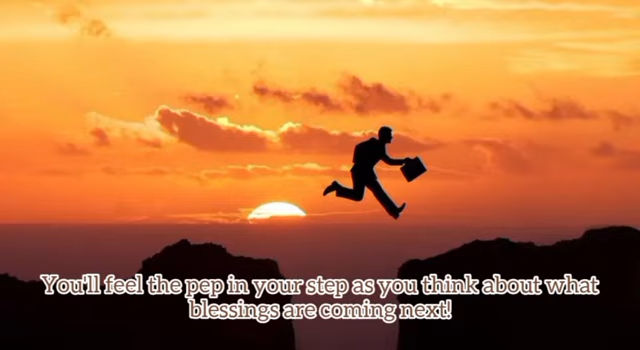 You'll feel the pep in your step as you think about what
blessings are coming next!